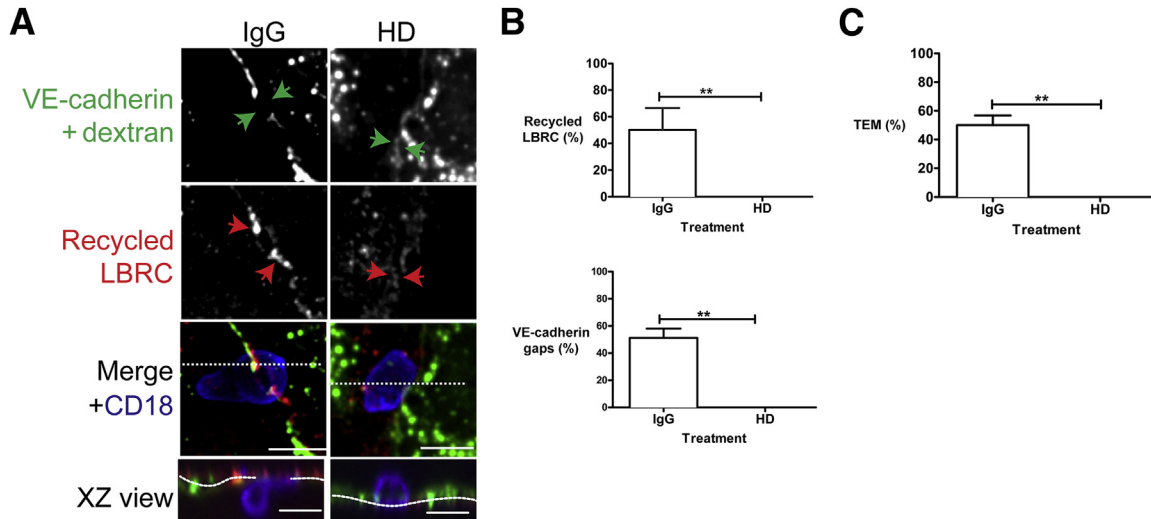 A
IgG
HD
VE-cadherin
+ dextran
Recycled
LBRC
Merge
+CD18
XZ view
B
100
80
60
40
20
0
Recycled
LBRC (%)
**
IgG
HD
Treatment
100
80
60
40
20
0
VE-cadherin
gaps (%)
**
IgG
HD
Treatment
C
100
80
60
40
20
0
TEM (%)
**
IgG
HD
Treatment